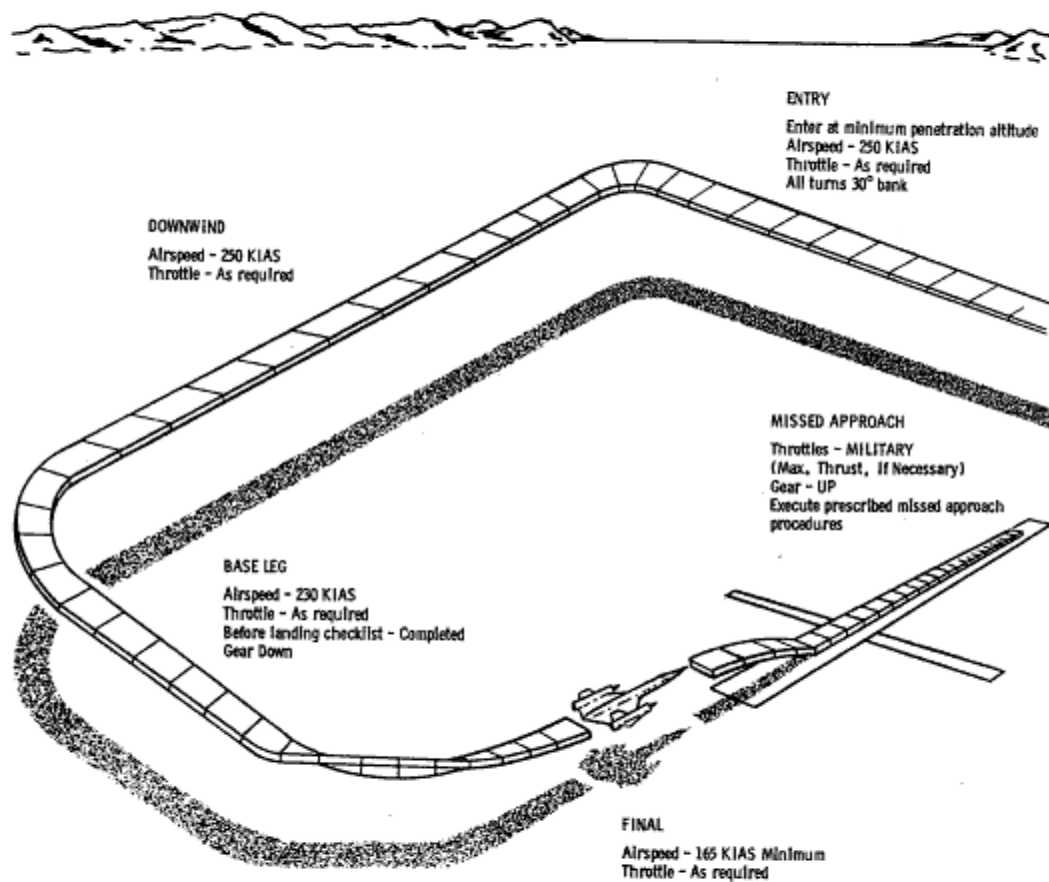 ENTRY
Enter at minimum penetration altitude
Airspeed - 250 KIAS
Throttle - As required
All turns 30° bank
DOWNWIND
Airspeed - 250 KIAS
Throttle - As required
MISSED APPROACH
Throttles - MILITARY
(Max. Thrust, if Necessary)
Gear - UP
Execute prescribed missed approach
procedures
BASE LEG
Airspeed - 230 KIAS
Throttle - As required
Before landing checklist - Completed
Gear Down
FINAL
Airspeed - 165 KIAS Minimum
Throttle - As required